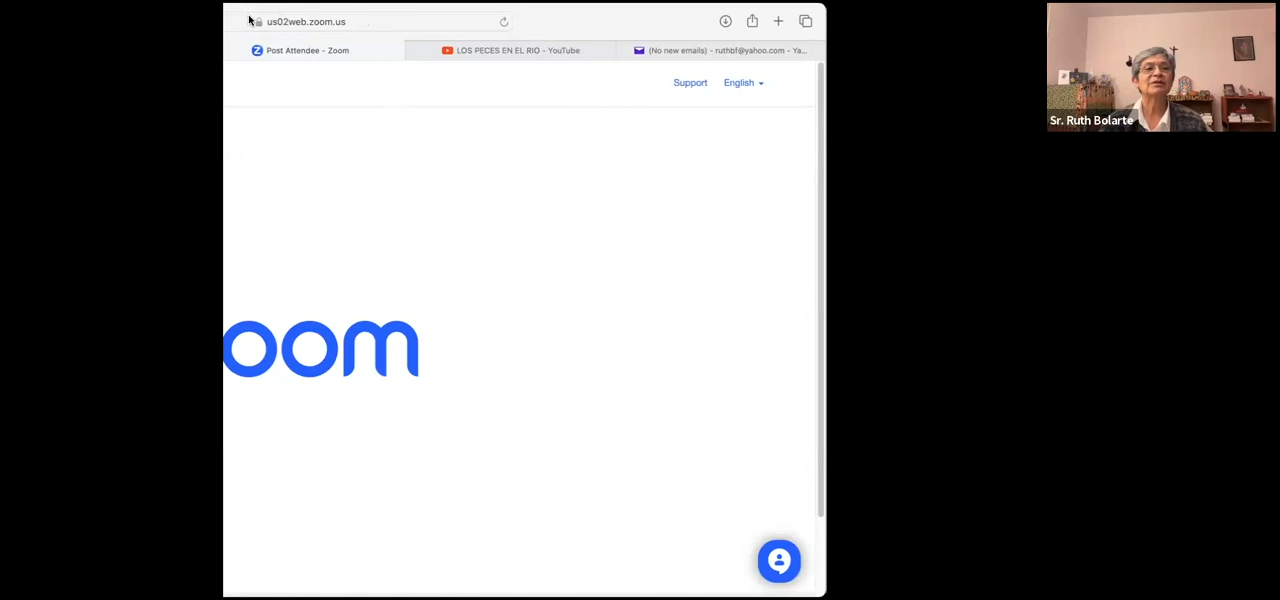 us02web.zoom.us
Post Attendee - Zoom
LOS PECES EN EL RIO - YouTube
(No new emails) - ruthbf@yahoo.com - Ya...
Support
English
oom
Sr. Ruth Bolarte